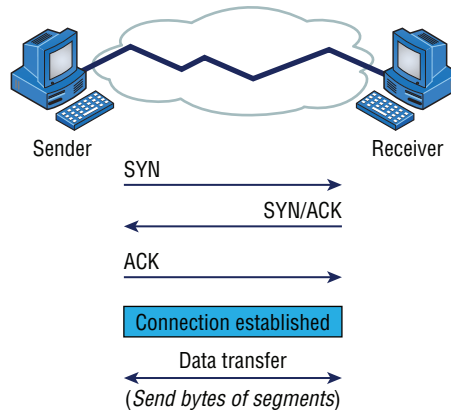 Sender
Receiver
SYN
SYN/ACK
ACK
Connection established
Data transfer
(Send bytes of segments)